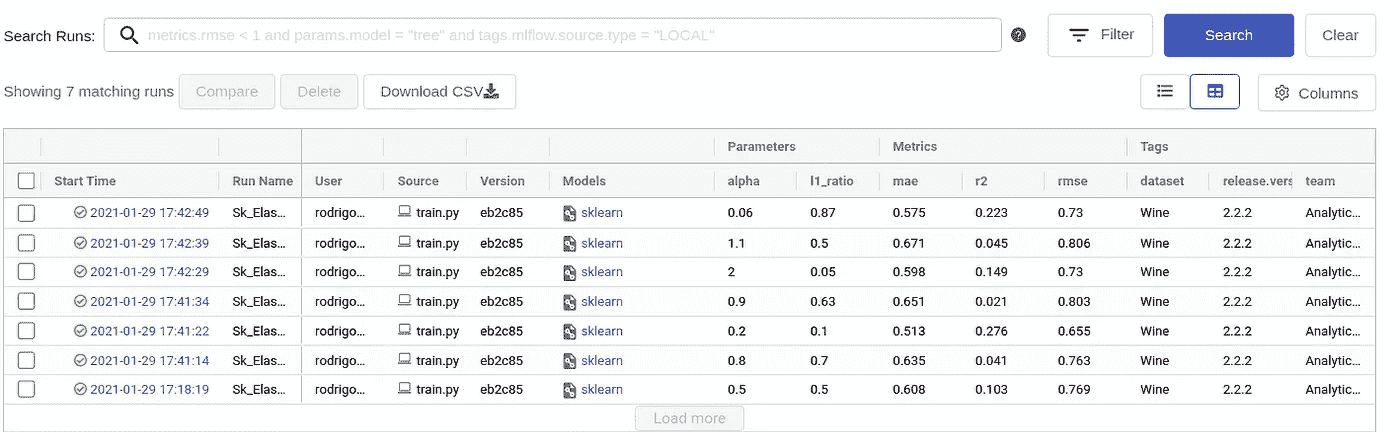 Search Runs: metrics.rmse < 1 and params.model = "tree" and tags.mlflow.source.type = "LOCAL" ? Filter Search Clear
Showing 7 matching runs Compare Delete Download CSV Columns
Parameters Metrics Tags
Start Time Run Name User Source Version Models alpha l1_ratio mae r2 rmse dataset release.vers team
2021-01-29 17:42:49 Sk_Elas... rodrigo... train.py eb2c85 sklearn 0.06 0.87 0.575 0.223 0.73 Wine 2.2.2 Analytic...
2021-01-29 17:42:39 Sk_Elas... rodrigo... train.py eb2c85 sklearn 1.1 0.5 0.671 0.045 0.806 Wine 2.2.2 Analytic...
2021-01-29 17:42:29 Sk_Elas... rodrigo... train.py eb2c85 sklearn 2 0.05 0.598 0.149 0.73 Wine 2.2.2 Analytic...
2021-01-29 17:41:34 Sk_Elas... rodrigo... train.py eb2c85 sklearn 0.9 0.63 0.651 0.021 0.803 Wine 2.2.2 Analytic...
2021-01-29 17:41:22 Sk_Elas... rodrigo... train.py eb2c85 sklearn 0.2 0.1 0.513 0.276 0.655 Wine 2.2.2 Analytic...
2021-01-29 17:41:14 Sk_Elas... rodrigo... train.py eb2c85 sklearn 0.8 0.7 0.635 0.041 0.763 Wine 2.2.2 Analytic...
2021-01-29 17:18:19 Sk_Elas... rodrigo... train.py eb2c85 sklearn 0.5 0.5 0.608 0.103 0.769 Wine 2.2.2 Analytic...
Load more